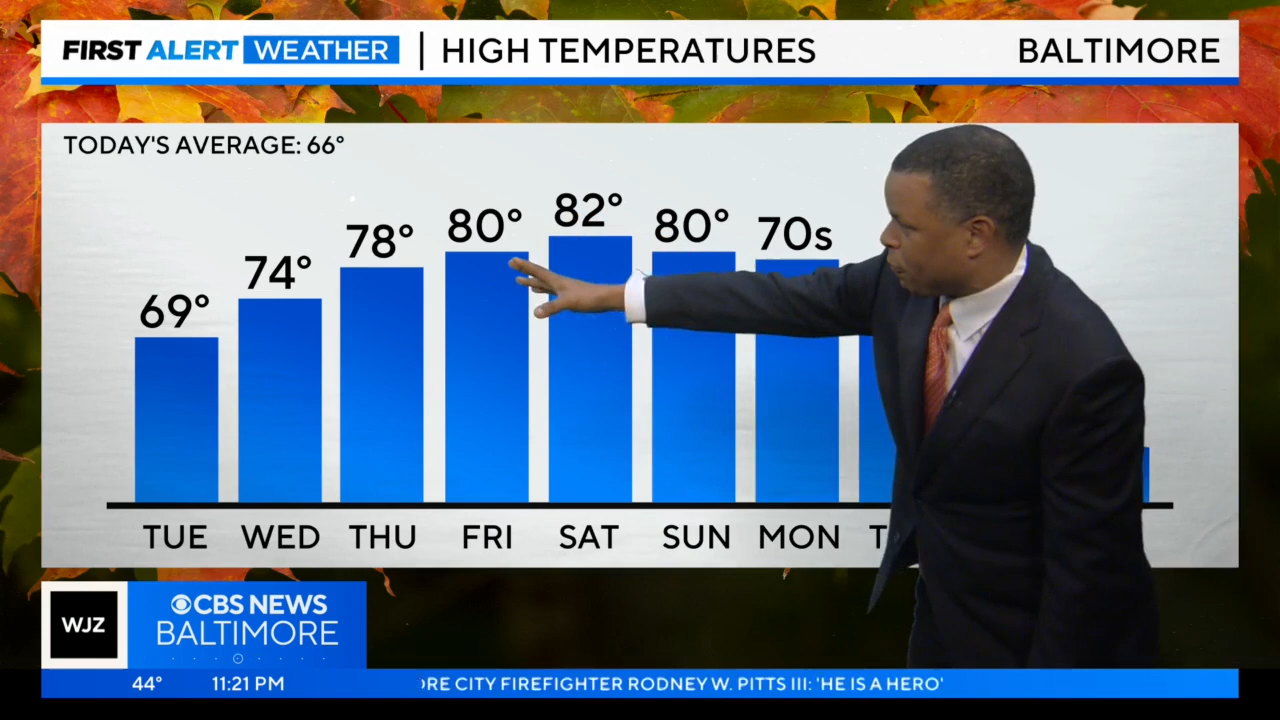 FIRST ALERT WEATHER | HIGH TEMPERATURES BALTIMORE
TODAY'S AVERAGE: 66°
69° 74° 78° 80° 82° 80° 70s
TUE WED THU FRI SAT SUN MON
WJZ
CBS NEWS
BALTIMORE
44° 11:21 PM CITY FIREFIGHTER RODNEY W. PITTS III: 'HE IS A HERO'